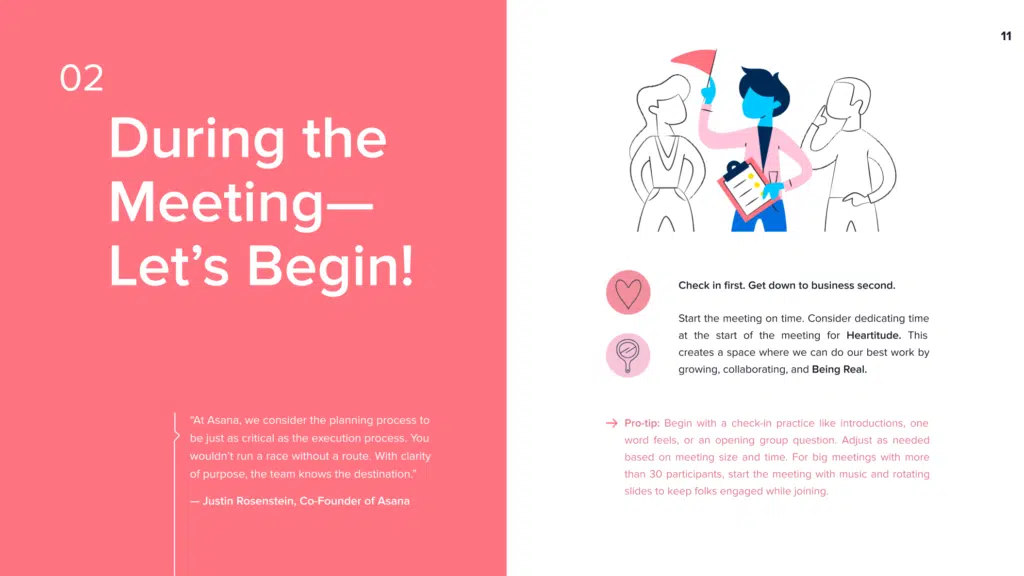 02
During the
Meeting—
Let’s Begin!
“At Asana, we consider the planning process to
be just as critical as the execution process. You
wouldn’t run a race without a route. With clarity
of purpose, the team knows the destination.”
— Justin Rosenstein, Co-Founder of Asana
11
Check in first. Get down to business second.
Start the meeting on time. Consider dedicating time
at the start of the meeting for Heartitude. This
creates a space where we can do our best work by
growing, collaborating, and Being Real.
Pro-tip: Begin with a check-in practice like introductions, one
word feels, or an opening group question. Adjust as needed
based on meeting size and time. For big meetings with more
than 30 participants, start the meeting with music and rotating
slides to keep folks engaged while joining.